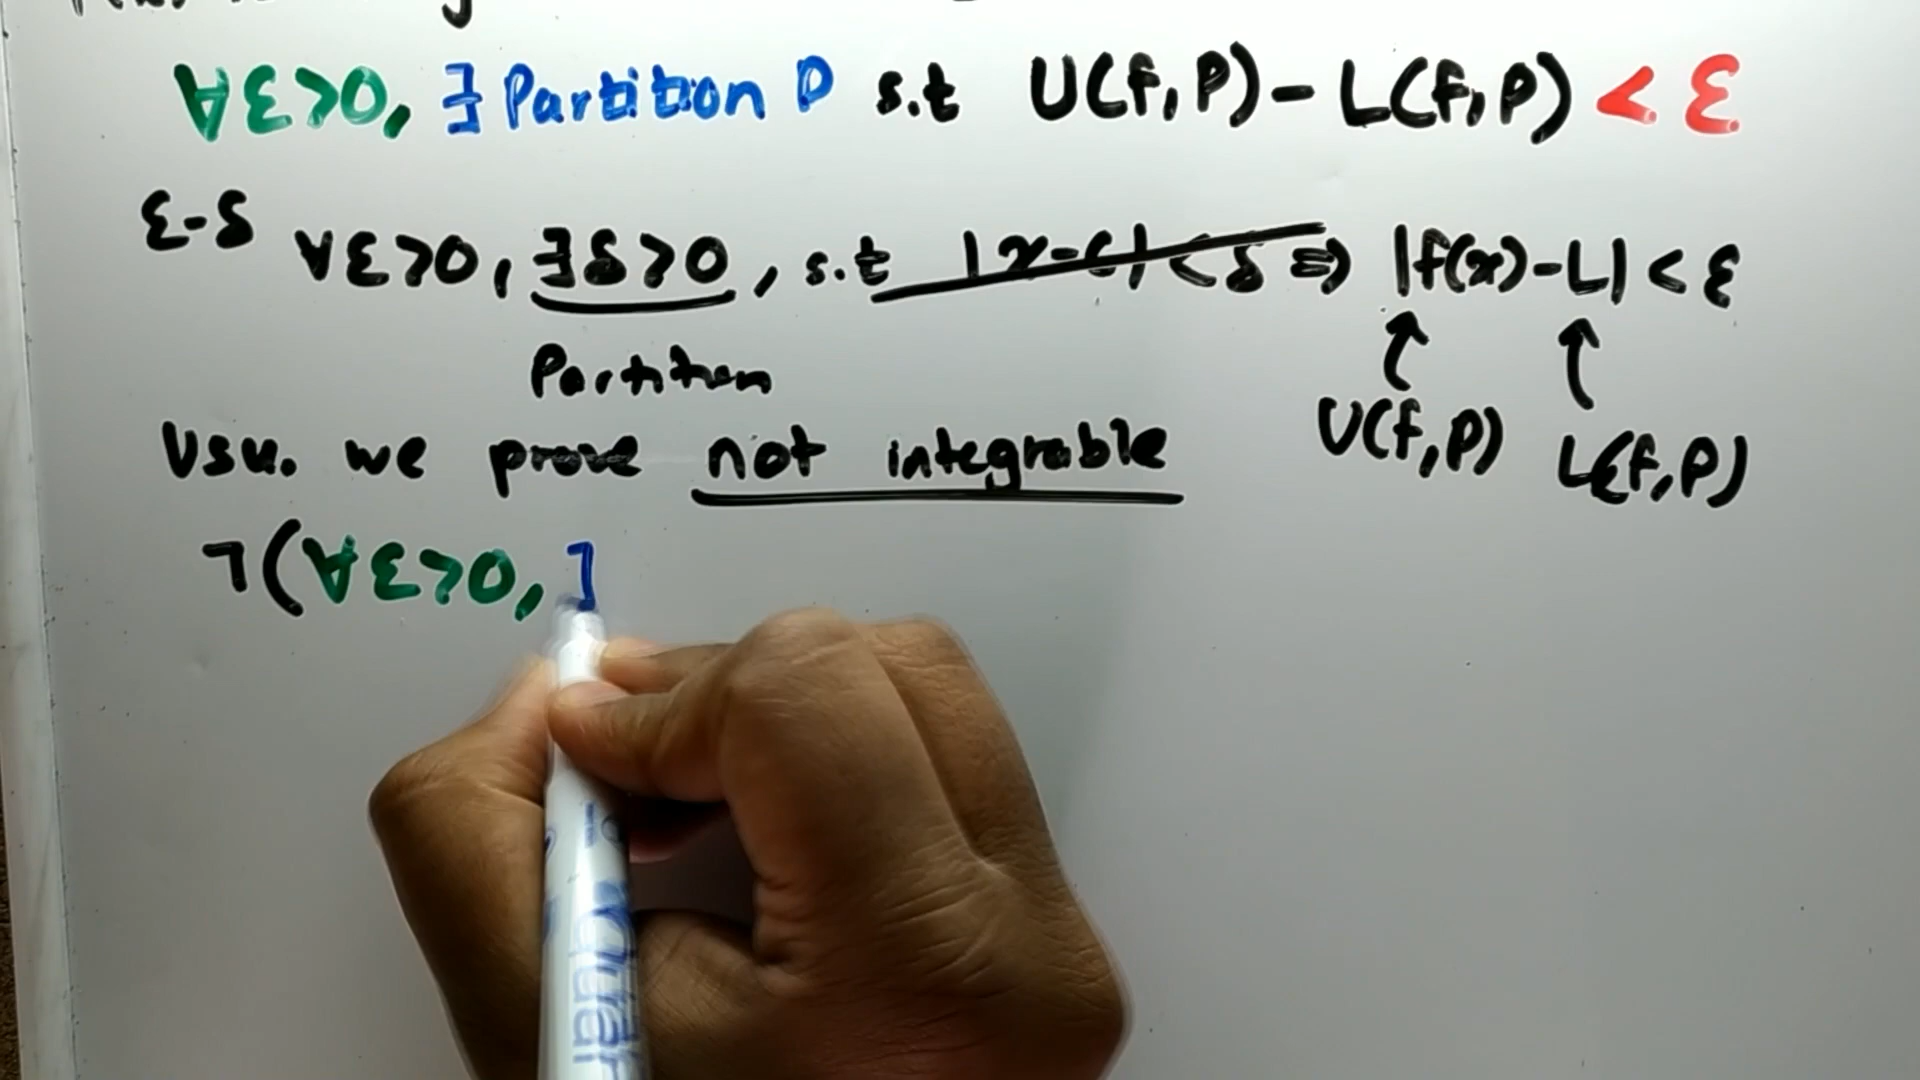 ∀ε>0, ∃ Partition P s.t U(f,P) - L(f,P) < ε
ε-δ ∀ε>0, ∃δ>0, s.t |x-c| < δ ⇒ |f(x)-L| < ε
Partition
U(f,P) L(f,P)
Usu. we prove not integrable
¬(∀ε>0, ∃